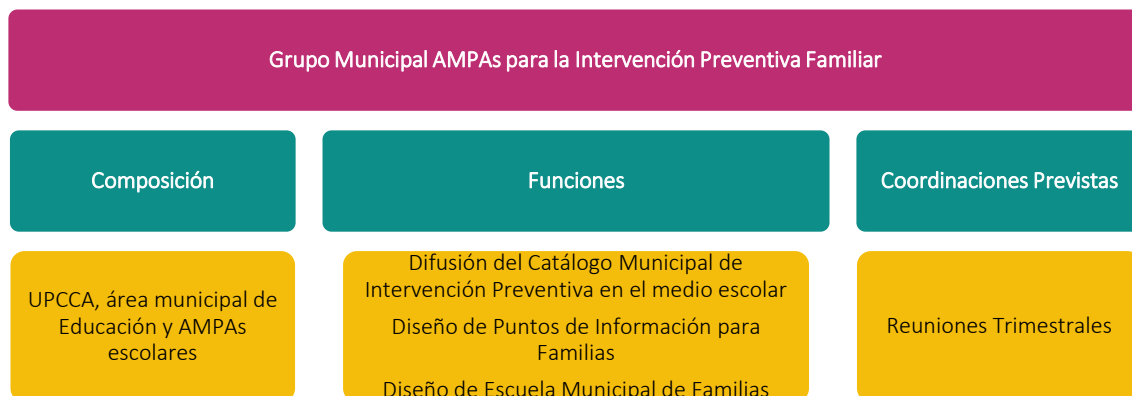 Grupo Municipal AMPAs para la Intervención Preventiva Familiar
Composición
Funciones
Coordinaciones Previstas
UPCCA, área municipal de
Educación y AMPAs
escolares
Difusión del Catálogo Municipal de
Intervención Preventiva en el medio escolar
Diseño de Puntos de Información para
Familias
Diseño de Escuela Municipal de Familias
Reuniones Trimestrales